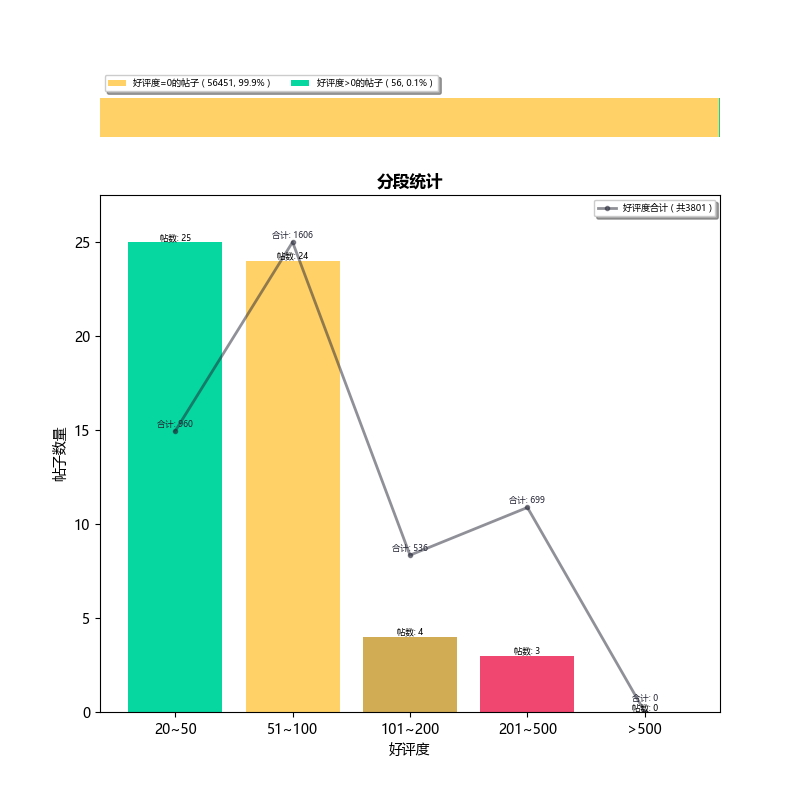 好评度=0的帖子 ( 56451, 99.9% ) 好评度>0的帖子 ( 56, 0.1% )
分段统计
好评度合计 ( 共3801 )
合计: 1606
帖数: 25
帖数: 24
合计: 960
合计: 699
合计: 536
帖数: 4
帖数: 3
合计: 0
帖数: 0
25
20
15
10
5
0
帖子数量
20~50 51~100 101~200 201~500 >500
好评度